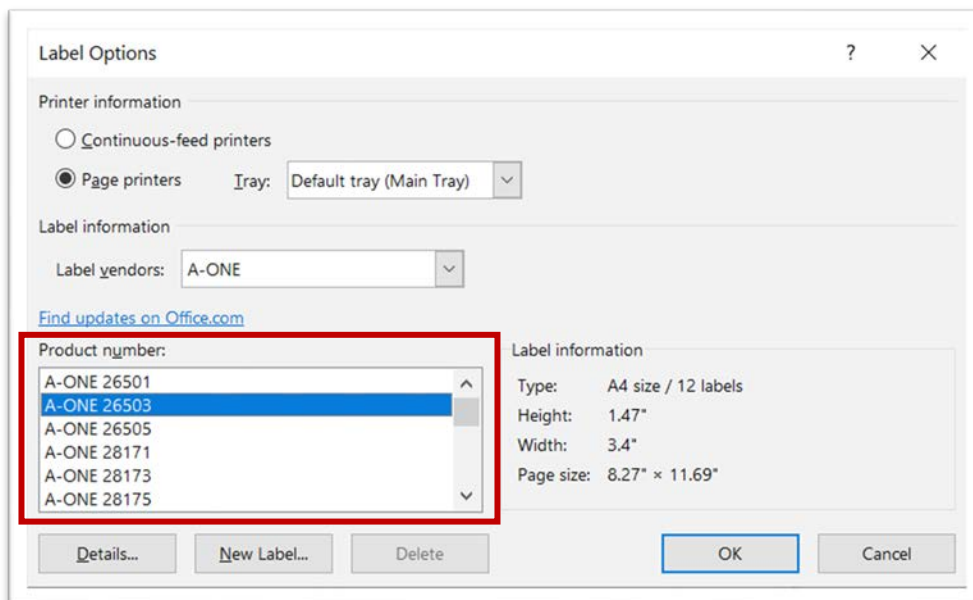 Label Options ?
Printer information
Continuous-feed printers
Page printers Tray: Default tray (Main Tray)
Label information
Label vendors: A-ONE
Find updates on Office.com
Product number:
A-ONE 26501
A-ONE 26503
A-ONE 26505
A-ONE 28171
A-ONE 28173
A-ONE 28175
Label information
Type: A4 size / 12 labels
Height: 1.47"
Width: 3.4"
Page size: 8.27" × 11.69"
Details... New Label... Delete OK Cancel